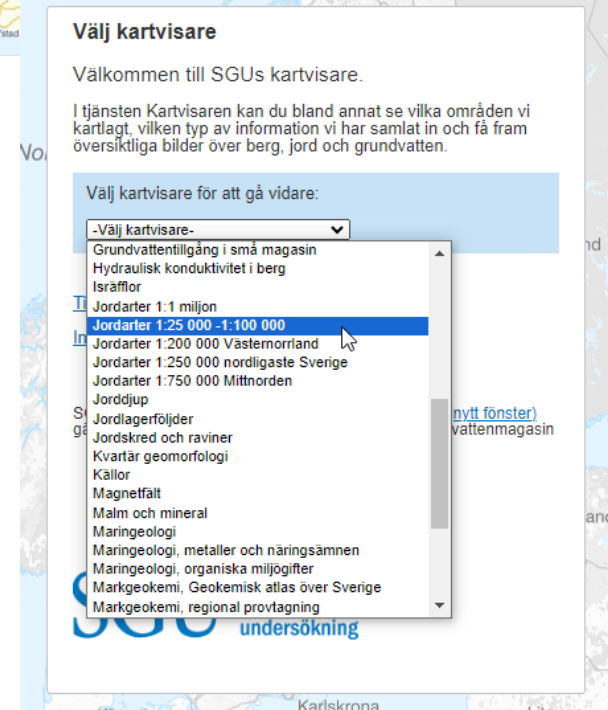 stad
Välj kartvisare
Välkommen till SGUs kartvisare.
I tjänsten Kartvisaren kan du bland annat se vilka områden vi
kartlagt, vilken typ av information vi har samlat in och få fram
översiktliga bilder över berg, jord och grundvatten.
Nor
Välj kartvisare för att gå vidare:
-Välj kartvisare-
Grundvattentillgång i små magasin
Hydraulisk konduktivitet i berg
Isräfflor
Jordarter 1:1 miljon
Jordarter 1:25 000 -1:100 000
Jordarter 1:200 000 Västernorrland
Jordarter 1:250 000 nordligaste Sverige
Jordarter 1:750 000 Mittnorden
Jorddjup
Jordlagerföljder
Jordskred och raviner
Kvartär geomorfologi
Källor
Magnetfält
Malm och mineral
Maringeologi
Maringeologi, metaller och näringsämnen
Maringeologi, organiska miljögifter
Markgeokemi, Geokemisk atlas över Sverige
Markgeokemi, regional provtagning
nytt fönster)
vattenmagasin
SGU
undersökning
Karlskrona